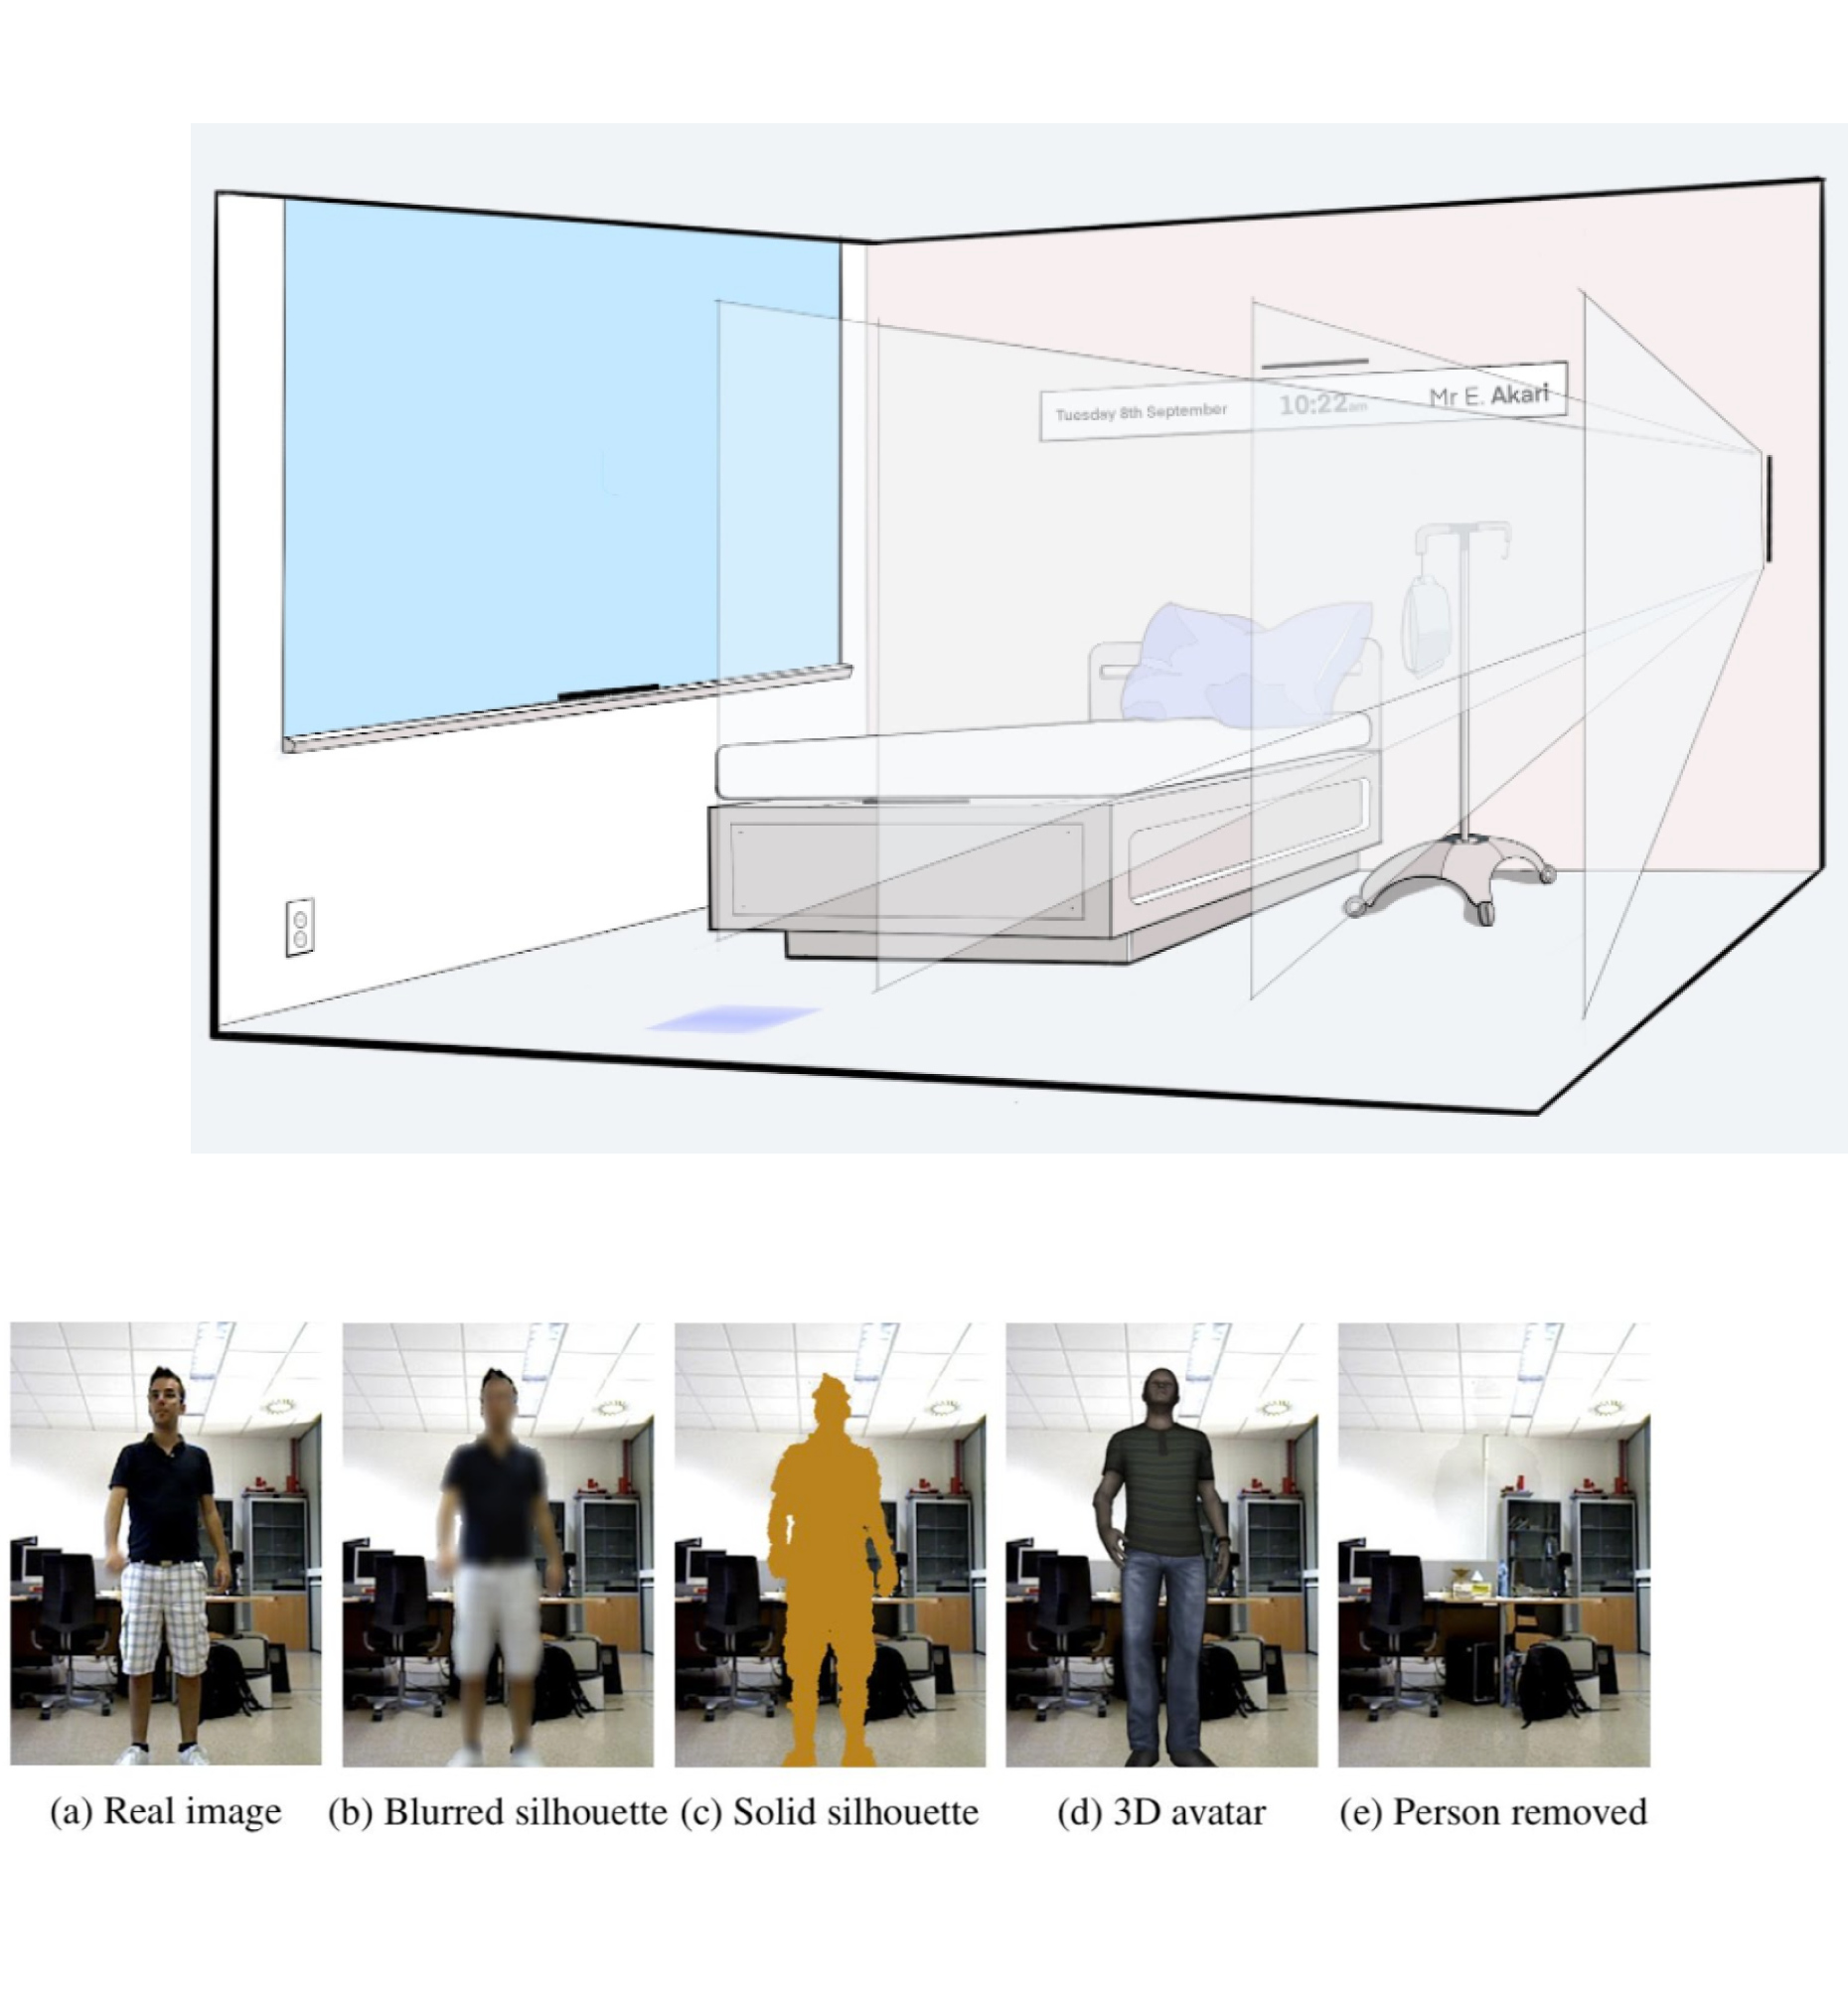 Tuesday 8th September 10:22am Mr E. Akari
(a) Real image (b) Blurred silhouette (c) Solid silhouette (d) 3D avatar (e) Person removed